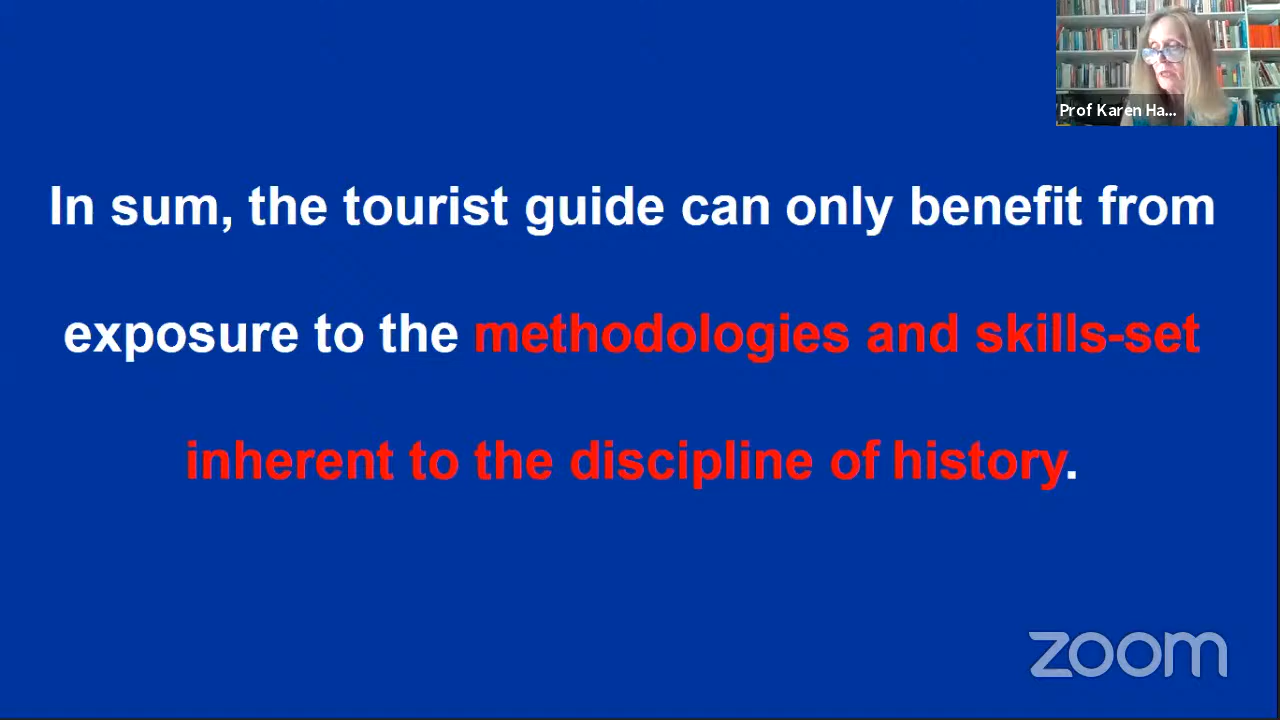 Prof Karen Ha...
In sum, the tourist guide can only benefit from
exposure to the methodologies and skills-set
inherent to the discipline of history.
zoom